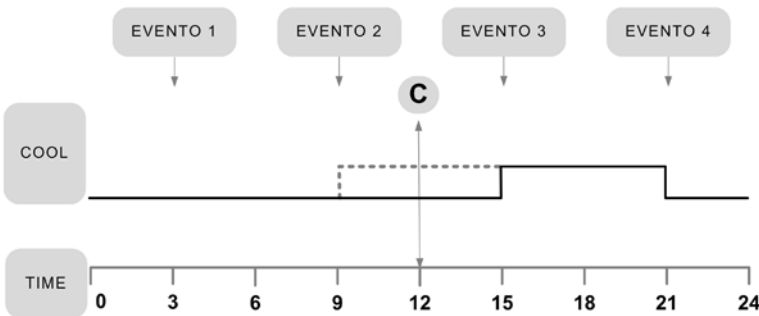 EVENTO 1 EVENTO 2 EVENTO 3 EVENTO 4
C
COOL
TIME
0 3 6 9 12 15 18 21 24